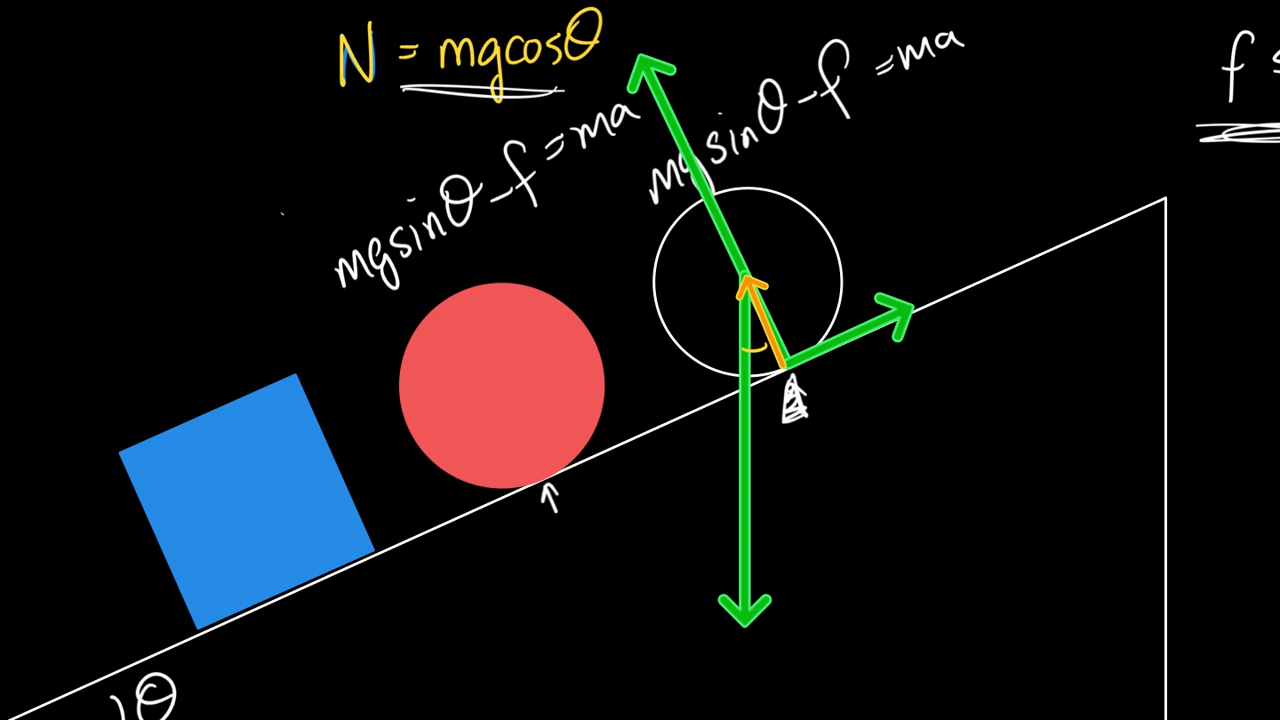 N = mgcosθ
mgsinθ-f=ma
mgsinθ-f=ma
f
θ